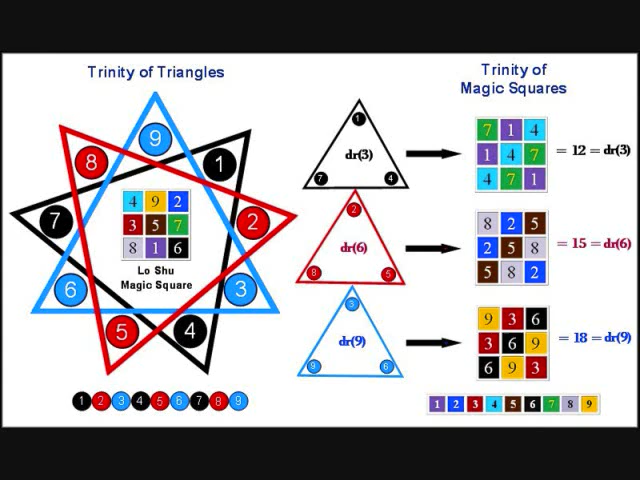 Trinity of Triangles
9
8
1
7
2
6
3
5
4
4 9 2
3 5 7
8 1 6
Lo Shu
Magic Square
1 2 3 4 5 6 7 8 9
1
dr(3)
7 4
2
dr(6)
8 5
3
dr(9)
9 6
Trinity of
Magic Squares
7 1 4
1 4 7
4 7 1
= 12 = dr(3)
8 2 5
2 5 8
5 8 2
= 15 = dr(6)
9 3 6
3 6 9
6 9 3
= 18 = dr(9)
1 2 3 4 5 6 7 8 9